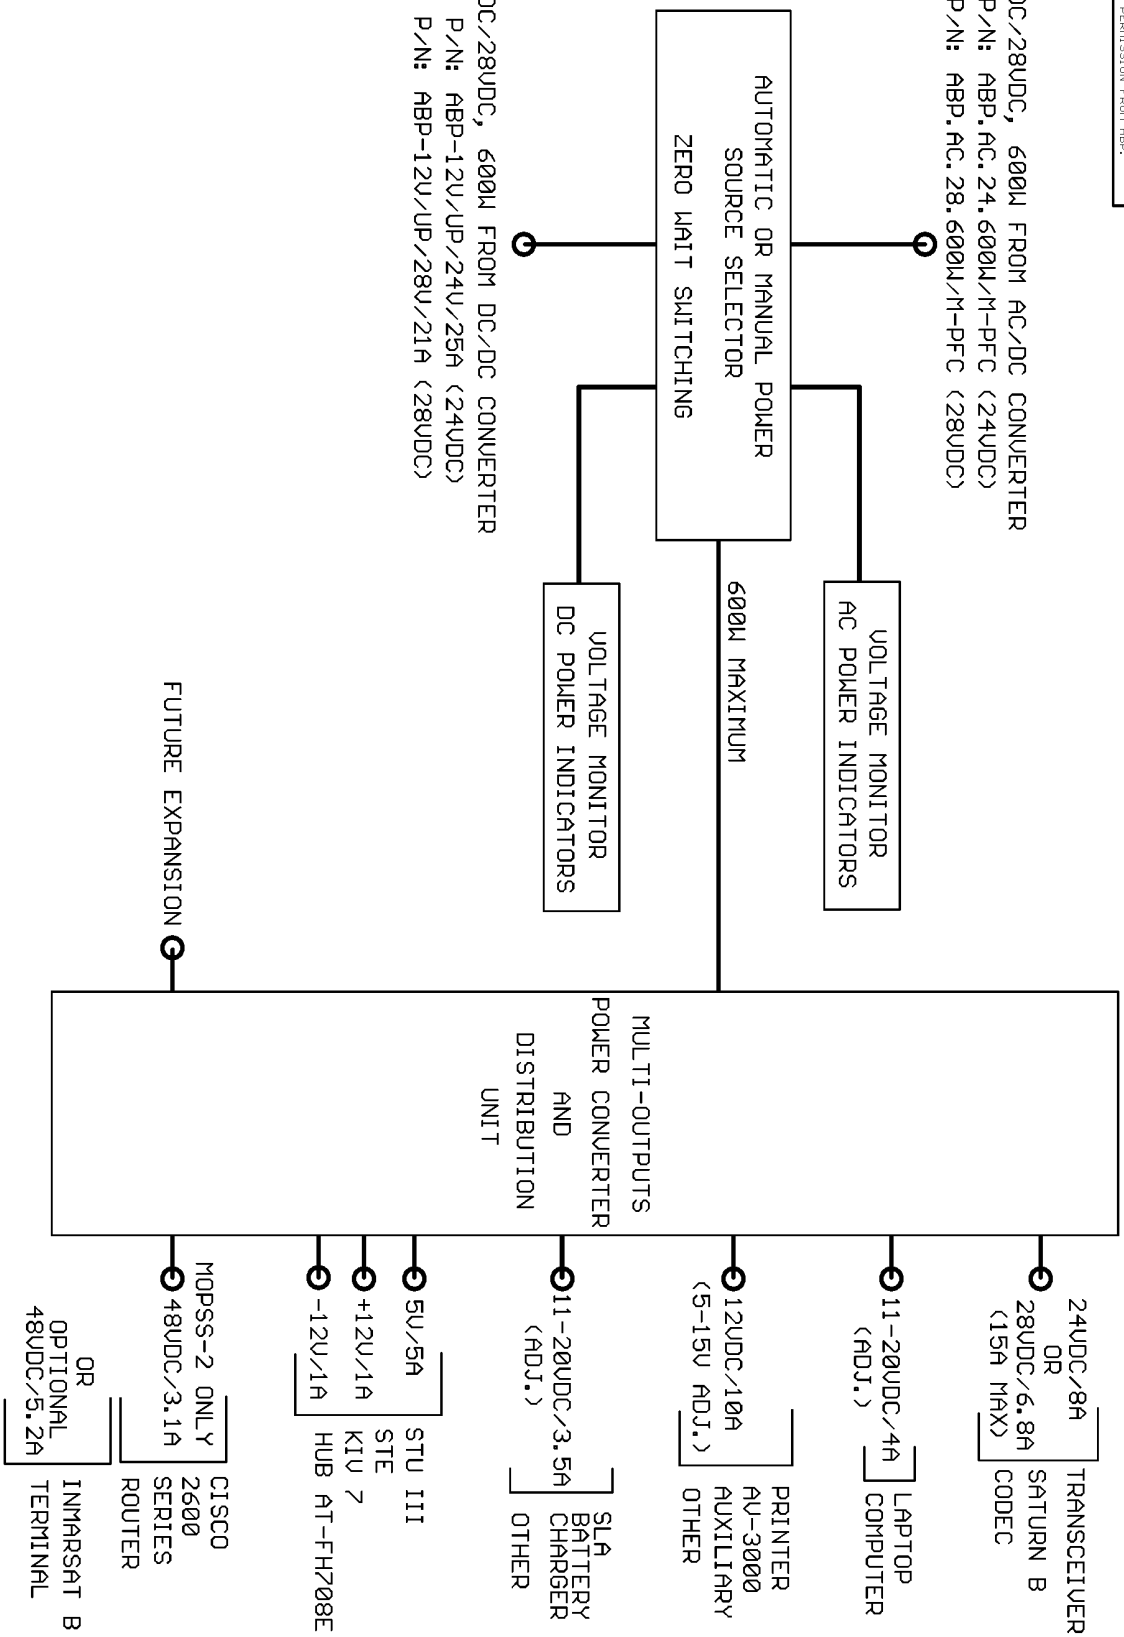 PERMISSION FROM ABP.
DC/28VDC, 600W FROM AC/DC CONVERTER
P/N: ABP.AC.24.600W/M-PFC (24VDC)
P/N: ABP.AC.28.600W/M-PFC (28VDC)
AUTOMATIC OR MANUAL POWER
SOURCE SELECTOR
ZERO WAIT SWITCHING
DC/28VDC, 600W FROM DC/DC CONVERTER
P/N: ABP-12V/UP/24V/25A (24VDC)
P/N: ABP-12V/UP/28V/21A (28VDC)
VOLTAGE MONITOR
AC POWER INDICATORS
600W MAXIMUM
VOLTAGE MONITOR
DC POWER INDICATORS
FUTURE EXPANSION
MULTI-OUTPUTS
POWER CONVERTER
AND
DISTRIBUTION
UNIT
24VDC/8A
OR
28VDC/6.8A
(15A MAX)
TRANSCEIVER
SATURN B
CODEC
11-20VDC/4A
(ADJ.)
LAPTOP
COMPUTER
12VDC/10A
(5-15V ADJ.)
PRINTER
AV-3000
AUXILIARY
OTHER
11-20VDC/3.5A
(ADJ.)
SLA
BATTERY
CHARGER
OTHER
5V/5A
+12V/1A
-12V/1A
STU III
STE
KIV 7
HUB AT-FH708E
MOPSS-2 ONLY
48VDC/3.1A
CISCO
2600
SERIES
ROUTER
OR
OPTIONAL
48VDC/5.2A
INMARSAT B
TERMINAL